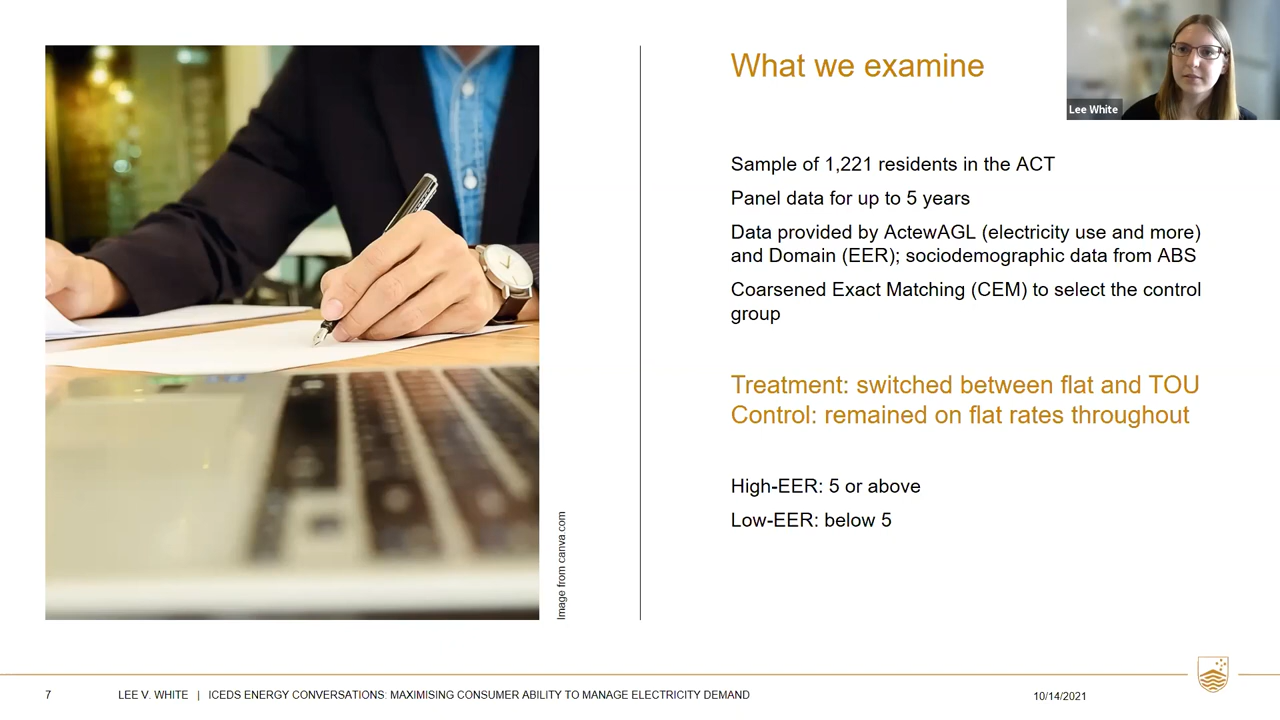 What we examine
Lee White
Sample of 1,221 residents in the ACT
Panel data for up to 5 years
Data provided by ActewAGL (electricity use and more)
and Domain (EER); sociodemographic data from ABS
Coarsened Exact Matching (CEM) to select the control
group
Treatment: switched between flat and TOU
Control: remained on flat rates throughout
High-EER: 5 or above
Low-EER: below 5
Image from canva.com
7
LEE V. WHITE | ICEDS ENERGY CONVERSATIONS: MAXIMISING CONSUMER ABILITY TO MANAGE ELECTRICITY DEMAND
10/14/2021